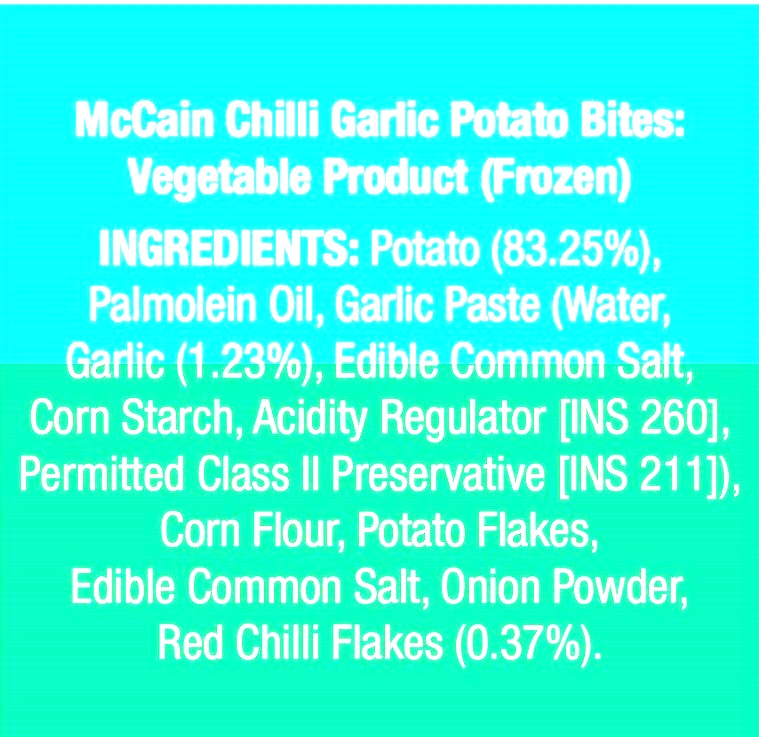 McCain Chilli Garlic Potato Bites:
Vegetable Product (Frozen)
INGREDIENTS: Potato (83.25%),
Palmolein Oil, Garlic Paste (Water,
Garlic (1.23%), Edible Common Salt,
Corn Starch, Acidity Regulator [INS 260],
Permitted Class II Preservative [INS 211]),
Corn Flour, Potato Flakes,
Edible Common Salt, Onion Powder,
Red Chilli Flakes (0.37%).